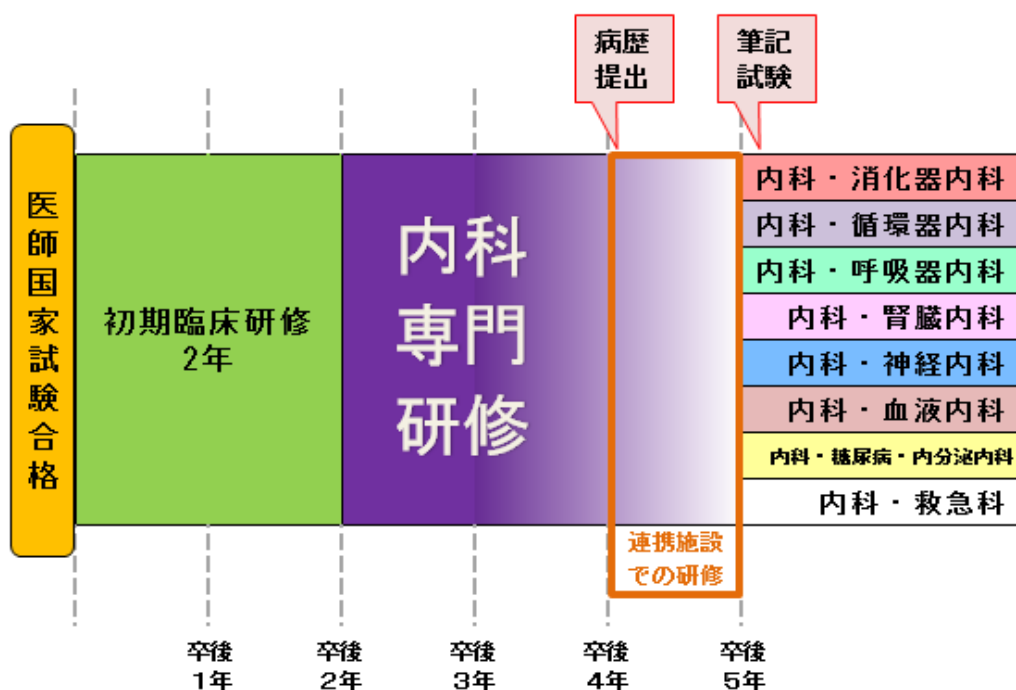 病歴
提出
筆記
試験
医師国家試験合格
初期臨床研修
2年
内科
専門
研修
内科・消化器内科
内科・循環器内科
内科・呼吸器内科
内科・腎臓内科
内科・神経内科
内科・血液内科
内科・糖尿病・内分泌内科
内科・救急科
連携施設
での研修
卒後
1年
卒後
2年
卒後
3年
卒後
4年
卒後
5年